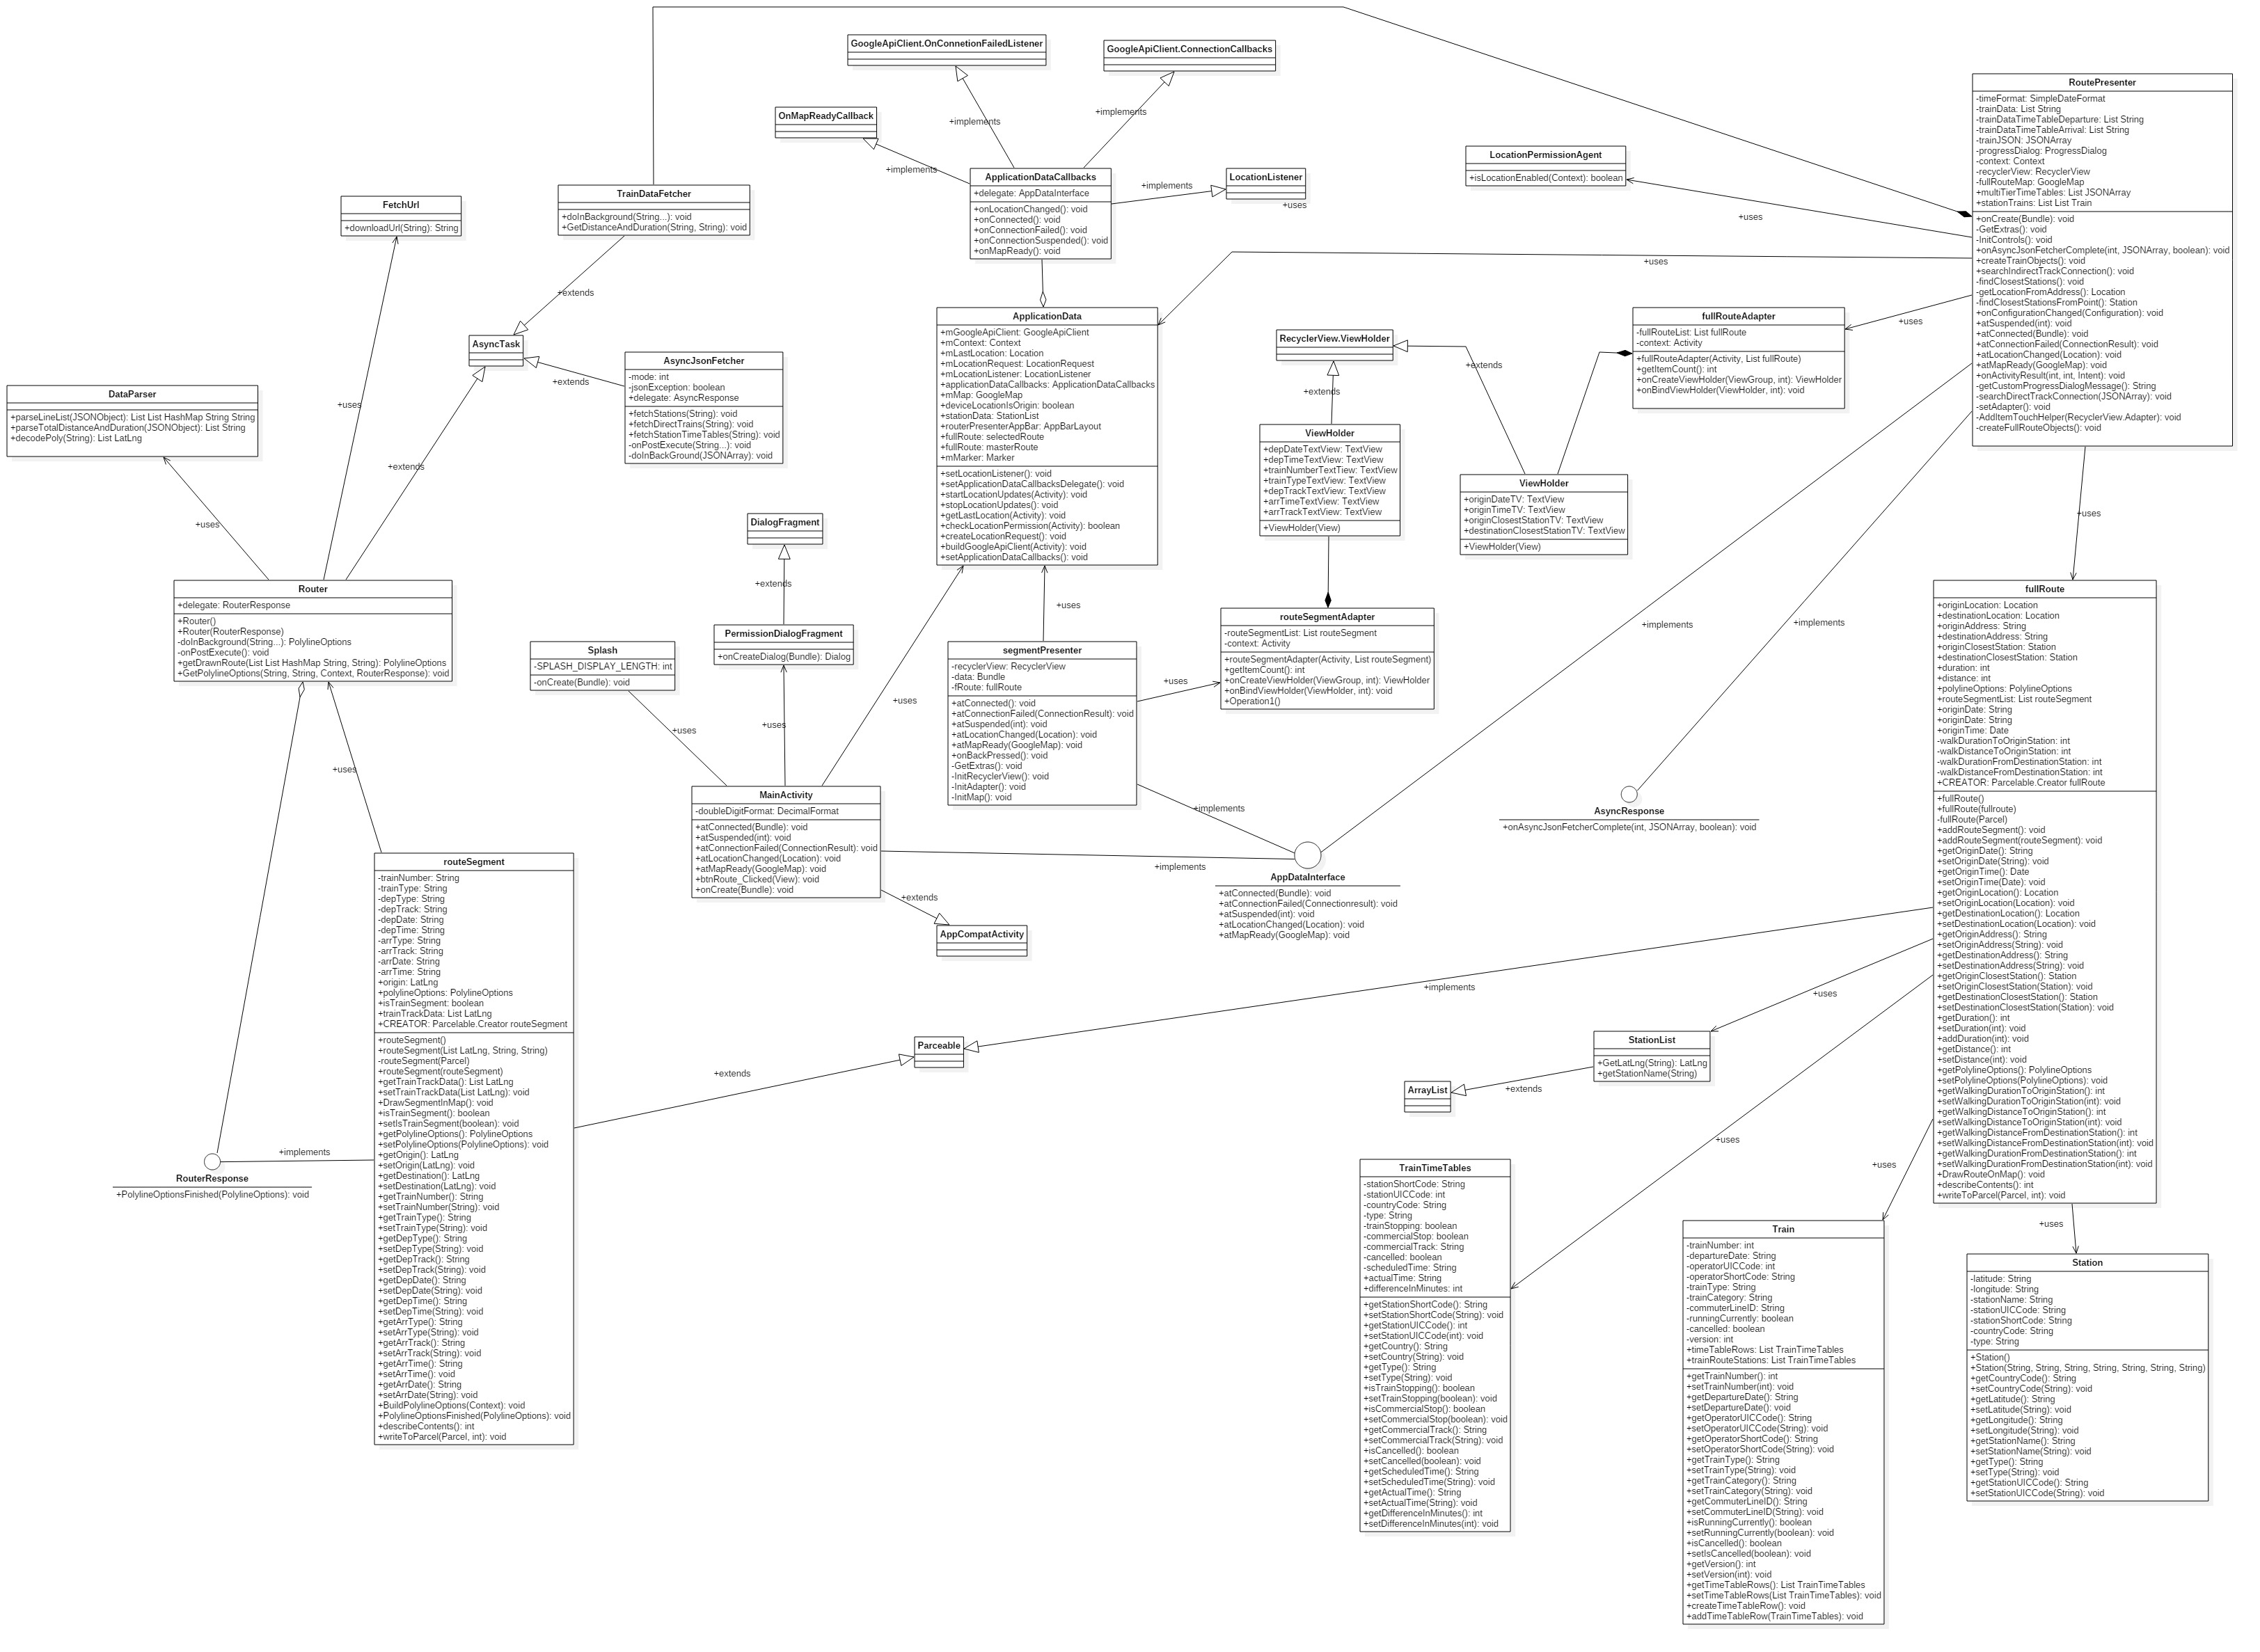 GoogleApiClient.OnConnetionFailedListener
GoogleApiClient.ConnectionCallbacks
+implements
+implements
OnMapReadyCallback
+implements
ApplicationDataCallbacks
+delegate: AppDataInterface
+onLocationChanged(): void
+onConnected(): void
+onConnectionFailed(): void
+onConnectionSuspended(): void
+onMapReady(): void
+implements
LocationListener
+uses
LocationPermissionAgent
+isLocationEnabled(Context): boolean
+uses
RoutePresenter
-timeFormat: SimpleDateFormat
-trainData: List String
-trainDataTimeTableDeparture: List String
-trainDataTimeTableArrival: List String
-trainJSON: JSONArray
-progressDialog: ProgressDialog
-context: Context
-recyclerView: RecyclerView
-fullRouteMap: GoogleMap
+multiTierTimeTables: List JSONArray
+stationTrains: List List Train
+onCreate(Bundle): void
-GetExtras(): void
-InitControls(): void
+onAsyncJsonFetcherComplete(int, JSONArray, boolean): void
+createTrainObjects(): void
-searchIndirectTrackConnection(): void
-findClosestStations(): void
-getLocationFromAddress(): Location
-findClosestStationsFromPoint(): Station
+onConfigurationChanged(Configuration): void
+atSuspended(int): void
+atConnected(Bundle): void
+atConnectionFailed(ConnectionResult): void
+atLocationChanged(Location): void
+atMapReady(GoogleMap): void
+onActivityResult(int, int, Intent): void
-getCustomProgressDialogMessage(): String
-searchDirectTrackConnection(JSONArray): void
-setAdapter(): void
-AddItemTouchHelper(RecyclerView.Adapter): void
-createFullRouteObjects(): void
+uses
+uses
+uses
+implements
+implements
FetchUrl
+downloadUrl(String): String
+uses
TrainDataFetcher
+doInBackground(String...): void
+GetDistanceAndDuration(String, String): void
+extends
AsyncTask
+extends
AsyncJsonFetcher
-mode: int
-jsonException: boolean
+delegate: AsyncResponse
+fetchStations(String): void
+fetchDirectTrains(String): void
+fetchStationTimeTables(String): void
-onPostExecute(String...): void
-doInBackGround(JSONArray): void
+extends
DataParser
+parseLineList(JSONObject): List List HashMap String String
+parseTotalDistanceAndDuration(JSONObject): List String
+decodePoly(String): List LatLng
+uses
ApplicationData
+mGoogleApiClient: GoogleApiClient
+mContext: Context
+mLastLocation: Location
+mLocationRequest: LocationRequest
+mLocationListener: LocationListener
+applicationDataCallbacks: ApplicationDataCallbacks
+mMap: GoogleMap
+deviceLocationIsOrigin: boolean
+stationData: StationList
+routerPresenterAppBar: AppBarLayout
+fullRoute: selectedRoute
+fullRoute: masterRoute
+mMarker: Marker
+setLocationListener(): void
+setApplicationDataCallbacksDelegate(): void
+startLocationUpdates(Activity): void
+stopLocationUpdates(): void
+getLastLocation(Activity): void
+checkLocationPermission(Activity): boolean
+createLocationRequest(): void
+buildGoogleApiClient(Activity): void
+setApplicationDataCallbacks(): void
RecyclerView.ViewHolder
+extends
+extends
fullRouteAdapter
-fullRouteList: List fullRoute
-context: Activity
+fullRouteAdapter(Activity, List fullRoute)
+getItemCount(): int
+onCreateViewHolder(ViewGroup, int): ViewHolder
+onBindViewHolder(ViewHolder, int): void
ViewHolder
+depDateTextView: TextView
+depTimeTextView: TextView
+trainNumberTextTiew: TextView
+trainTypeTextView: TextView
+depTrackTextView: TextView
+arrTimeTextView: TextView
+arrTrackTextView: TextView
+ViewHolder(View)
ViewHolder
+originDateTV: TextView
+originTimeTV: TextView
+originClosestStationTV: TextView
+destinationClosestStationTV: TextView
+ViewHolder(View)
DialogFragment
+extends
PermissionDialogFragment
+onCreateDialog(Bundle): Dialog
+uses
Router
+delegate: RouterResponse
+Router()
+Router(RouterResponse)
-doInBackground(String...): PolylineOptions
-onPostExecute(): void
+getDrawnRoute(List List HashMap String, String): PolylineOptions
+GetPolylineOptions(String, String, Context, RouterResponse): void
+uses
Splash
-SPLASH_DISPLAY_LENGTH: int
-onCreate(Bundle): void
+uses
+uses
+uses
segmentPresenter
-recyclerView: RecyclerView
-data: Bundle
-fRoute: fullRoute
+atConnected(): void
+atConnectionFailed(ConnectionResult): void
+atSuspended(int): void
+atLocationChanged(Location): void
+atMapReady(GoogleMap): void
+onBackPressed(): void
-GetExtras(): void
-InitRecyclerView(): void
-InitAdapter(): void
-InitMap(): void
+uses
+implements
routeSegmentAdapter
-routeSegmentList: List routeSegment
-context: Activity
+routeSegmentAdapter(Activity, List routeSegment)
+getItemCount(): int
+onCreateViewHolder(ViewGroup, int): ViewHolder
+onBindViewHolder(ViewHolder, int): void
+Operation1()
MainActivity
-doubleDigitFormat: DecimalFormat
+atConnected(Bundle): void
+atSuspended(int): void
+atConnectionFailed(ConnectionResult): void
+atLocationChanged(Location): void
+atMapReady(GoogleMap): void
+btnRoute_Clicked(View): void
+onCreate(Bundle): void
+implements
+extends
AppCompatActivity
AppDataInterface
+atConnected(Bundle): void
+atConnectionFailed(Connectionresult): void
+atSuspended(int): void
+atLocationChanged(Location): void
+atMapReady(GoogleMap): void
AsyncResponse
+onAsyncJsonFetcherComplete(int, JSONArray, boolean): void
fullRoute
+originLocation: Location
+destinationLocation: Location
+originAddress: String
+destinationAddress: String
+originClosestStation: Station
+destinationClosestStation: Station
+duration: int
+distance: int
+polylineOptions: PolylineOptions
+routeSegmentList: List routeSegment
+originDate: String
+originDate: String
+originTime: Date
-walkDurationToOriginStation: int
-walkDistanceToOriginStation: int
-walkDurationFromDestinationStation: int
-walkDistanceFromDestinationStation: int
+CREATOR: Parcelable.Creator fullRoute
+fullRoute()
+fullRoute(fullroute)
-fullRoute(Parcel)
+addRouteSegment(): void
+addRouteSegment(routeSegment): void
+getOriginDate(): String
+setOriginDate(String): void
+getOriginTime(): Date
+setOriginTime(Date): void
+getOriginLocation(): Location
+setOriginLocation(Location): void
+getDestinationLocation(): Location
+setDestinationLocation(Location): void
+getOriginAddress(): String
+setOriginAddress(String): void
+getDestinationAddress(): String
+setDestinationAddress(String): void
+getOriginClosestStation(): Station
+setOriginClosestStation(Station): void
+getDestinationClosestStation(): Station
+setDestinationClosestStation(Station): void
+getDuration(): int
+setDuration(int): void
+addDuration(int): void
+getDistance(): int
+setDistance(int): void
+getPolylineOptions(): PolylineOptions
+setPolylineOptions(PolylineOptions): void
+getWalkingDurationToOriginStation(): int
+setWalkingDurationToOriginStation(int): void
+getWalkingDistanceToOriginStation(): int
+setWalkingDistanceToOriginStation(int): void
+getWalkingDistanceFromDestinationStation(): int
+setWalkingDistanceFromDestinationStation(int): void
+getWalkingDurationFromDestinationStation(): int
+setWalkingDurationFromDestinationStation(int): void
+DrawRouteOnMap(): void
+describeContents(): int
+writeToParcel(Parcel, int): void
+implements
+uses
+uses
+uses
+uses
routeSegment
-trainNumber: String
-trainType: String
-depType: String
-depTrack: String
-depDate: String
-depTime: String
-arrType: String
-arrTrack: String
-arrDate: String
-arrTime: String
+origin: LatLng
+polylineOptions: PolylineOptions
+isTrainSegment: boolean
+trainTrackData: List LatLng
+CREATOR: Parcelable.Creator routeSegment
+routeSegment()
+routeSegment(List LatLng, String, String)
-routeSegment(Parcel)
+routeSegment(routeSegment)
+getTrainTrackData(): List LatLng
+setTrainTrackData(List LatLng): void
+DrawSegmentInMap(): void
+isTrainSegment(): boolean
+setIsTrainSegment(boolean): void
+getPolylineOptions(): PolylineOptions
+setPolylineOptions(PolylineOptions): void
+getOrigin(): LatLng
+setOrigin(LatLng): void
+getDestination(): LatLng
+setDestination(LatLng): void
+getTrainNumber(): String
+setTrainNumber(String): void
+getTrainType(): String
+setTrainType(String): void
+getDepType(): String
+setDepType(String): void
+getDepTrack(): String
+setDepTrack(String): void
+getDepDate(): String
+setDepDate(String): void
+getDepTime(): String
+setDepTime(String): void
+getArrType(): String
+setArrType(String): void
+getArrTrack(): String
+setArrTrack(String): void
+getArrTime(): String
+setArrTime(): void
+getArrDate(): String
+setArrDate(String): void
+BuildPolylineOptions(Context): void
+PolylineOptionsFinished(PolylineOptions): void
+describeContents(): int
+writeToParcel(Parcel, int): void
+implements
RouterResponse
+PolylineOptionsFinished(PolylineOptions): void
+extends
Parceable
StationList
+GetLatLng(String): LatLng
+getStationName(String)
+extends
ArrayList
TrainTimeTables
-stationShortCode: String
-stationUICCode: int
-countryCode: String
-type: String
-trainStopping: boolean
-commercialStop: boolean
-commercialTrack: String
-cancelled: boolean
-scheduledTime: String
+actualTime: String
+differenceInMinutes: int
+getStationShortCode(): String
+setStationShortCode(String): void
+getStationUICCode(): int
+setStationUICCode(int): void
+getCountry(): String
+setCountry(String): void
+getType(): String
+setType(String): void
+isTrainStopping(): boolean
+setTrainStopping(boolean): void
+isCommercialStop(): boolean
+setCommercialStop(boolean): void
+getCommercialTrack(): String
+setCommercialTrack(String): void
+isCancelled(): boolean
+setCancelled(boolean): void
+getScheduledTime(): String
+setScheduledTime(String): void
+getActualTime(): String
+setActualTime(String): void
+getDifferenceInMinutes(): int
+setDifferenceInMinutes(int): void
Train
-trainNumber: int
-departureDate: String
-operatorUICCode: int
-operatorShortCode: String
-trainType: String
-trainCategory: String
-commuterLineID: String
-runningCurrently: boolean
-cancelled: boolean
-version: int
+timeTableRows: List TrainTimeTables
+trainRouteStations: List TrainTimeTables
+getTrainNumber(): int
+setTrainNumber(int): void
+getDepartureDate(): String
+setDepartureDate(): void
+getOperatorUICCode(): String
+setOperatorUICCode(String): void
+getOperatorShortCode(): String
+setOperatorShortCode(String): void
+getTrainType(): String
+setTrainType(String): void
+getTrainCategory(): String
+setTrainCategory(String): void
+getCommuterLineID(): String
+setCommuterLineID(String): void
+isRunningCurrently(): boolean
+setRunningCurrently(boolean): void
+isCancelled(): boolean
+setIsCancelled(boolean): void
+getVersion(): int
+setVersion(int): void
+getTimeTableRows(): List TrainTimeTables
+setTimeTableRows(List TrainTimeTables): void
+createTimeTableRow(): void
+addTimeTableRow(TrainTimeTables): void
Station
-latitude: String
-longitude: String
-stationName: String
-stationUICCode: String
-stationShortCode: String
-countryCode: String
-type: String
+Station()
+Station(String, String, String, String, String, String, String)
+getCountryCode(): String
+setCountryCode(String): void
+getLatitude(): String
+setLatitude(String): void
+getLongitude(): String
+setLongitude(String): void
+getStationName(): String
+setStationName(String): void
+getType(): String
+setType(String): void
+getStationUICCode(): String
+setStationUICCode(String): void